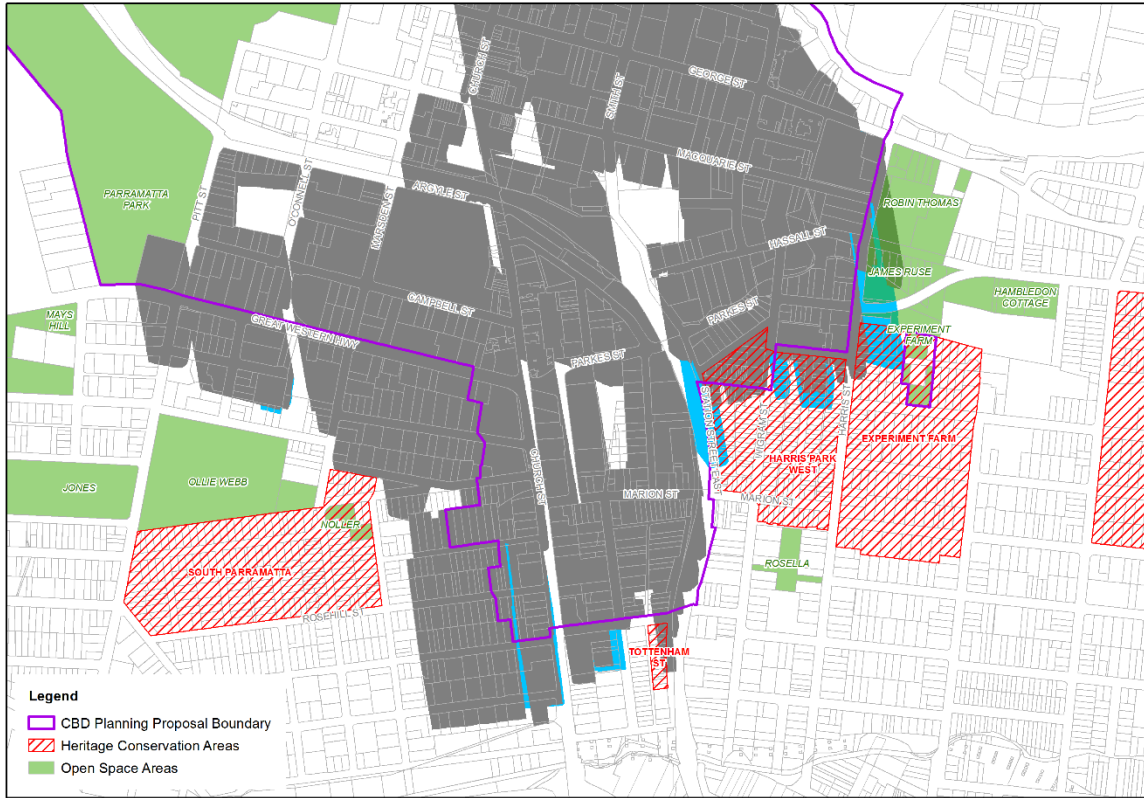 CHURCH ST
SMITH ST
GEORGE ST
MACQUARIE ST
ARGYLE ST
PARRAMATTA
PARK
PITT ST
O'CONNELL ST
MARSDEN ST
ROBIN THOMAS
HASSALL ST
JAMES RUSE
HAMBLEDON
COTTAGE
CAMPBELL ST
PARKES ST
MAYS
HILL
GREAT WESTERN HWY
EXPERIMENT
FARM
PARKES ST
STATION STREET EAST
WIGRAM ST
HARRIS ST
EXPERIMENT FARM
HARRIS PARK
WEST
CHURCH ST
MARION ST
MARION ST
JONES
OLLIE WEBB
NOLLER
SOUTH PARRAMATTA
ROSEHILL ST
ROSELLA
TOTTENHAM
ST
Legend
CBD Planning Proposal Boundary
Heritage Conservation Areas
Open Space Areas